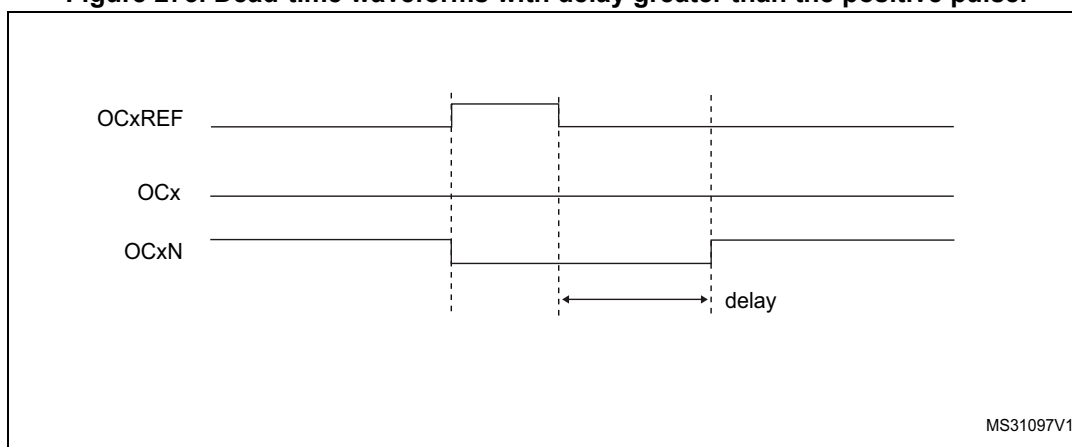 Figure 273. Dead-time waveforms with delay greater than the positive pulse.
OCxREF
OCx
OCxN
delay
MS31097V1